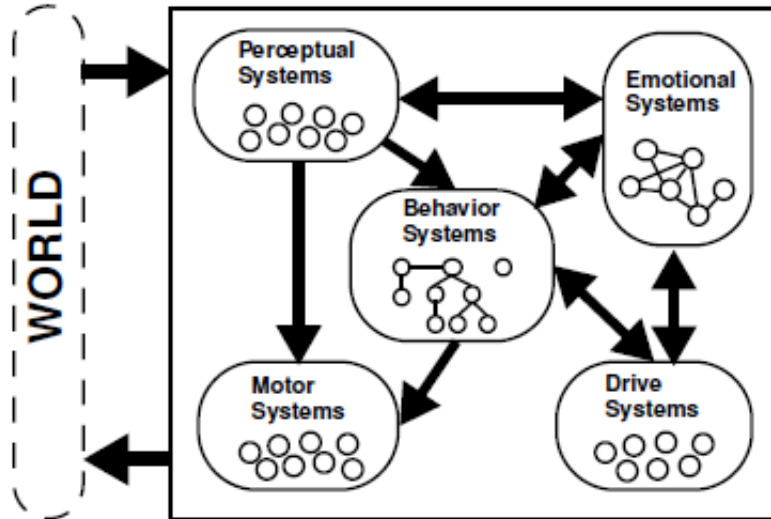 Perceptual
Systems
Emotional
Systems
WORLD
Behavior
Systems
Motor
Systems
Drive
Systems